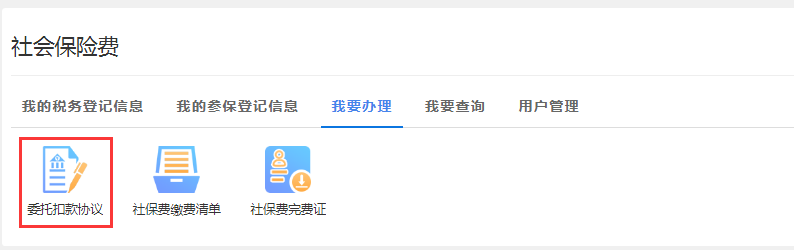 社会保险费
我的税务登记信息 我的参保登记信息 我要办理 我要查询 用户管理
委托扣款协议 社保费缴费清单 社保费完费证